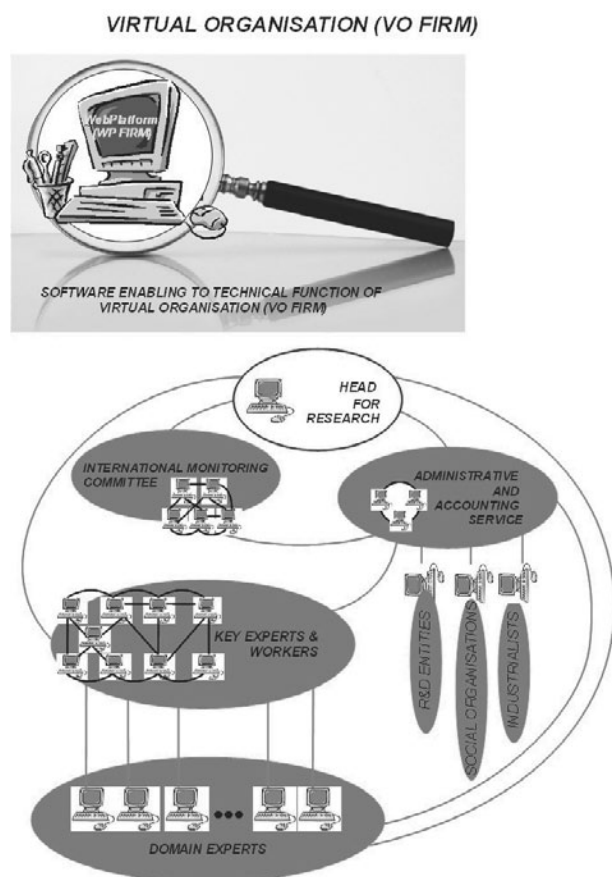 VIRTUAL ORGANISATION (VO FIRM)
WebPlatform
(WP FIRM)
SOFTWARE ENABLING TO TECHNICAL FUNCTION OF
VIRTUAL ORGANISATION (VO FIRM)
HEAD
FOR
RESEARCH
INTERNATIONAL MONITORING
COMMITTEE
ADMINISTRATIVE
AND
ACCOUNTING
SERVICE
KEY EXPERTS &
WORKERS
R&D ENTITIES
SOCIAL ORGANISATIONS
INDUSTRIALISTS
DOMAIN EXPERTS